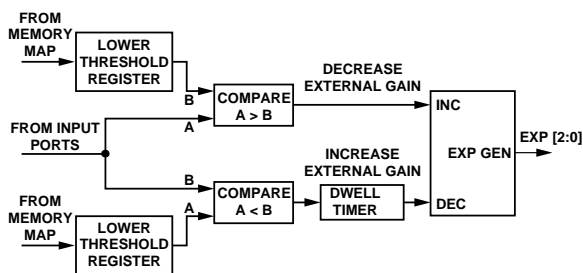 FROM
MEMORY
MAP
LOWER
THRESHOLD
REGISTER
B
A
COMPARE
A > B
DECREASE
EXTERNAL GAIN
INC
FROM INPUT
PORTS
EXP GEN
EXP [2:0]
INCREASE
EXTERNAL GAIN
B
A
COMPARE
A < B
DWELL
TIMER
DEC
FROM
MEMORY
MAP
LOWER
THRESHOLD
REGISTER